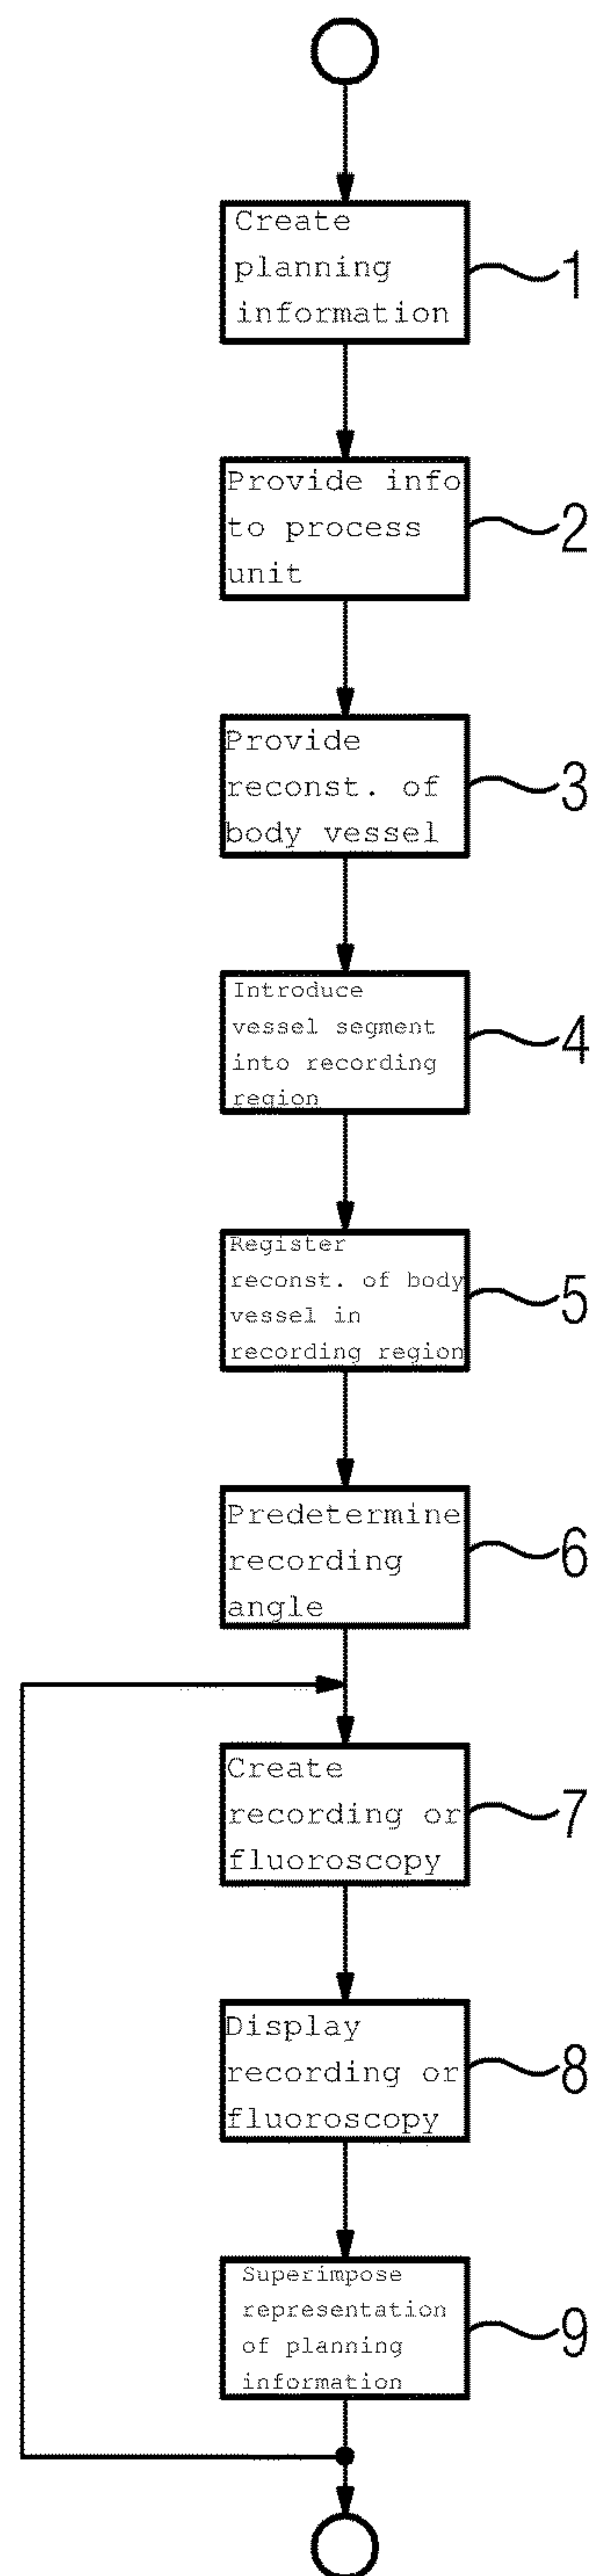 Create
planning
information
1
Provide info
to process
unit
2
Provide
reconst. of
body vessel
3
Introduce
vessel segment
into recording
region
4
Register
reconst. of body
vessel in
recording region
5
Predetermine
recording
angle
6
Create
recording or
fluoroscopy
7
Display
recording or
fluoroscopy
8
Superimpose
representation
of planning
information
9